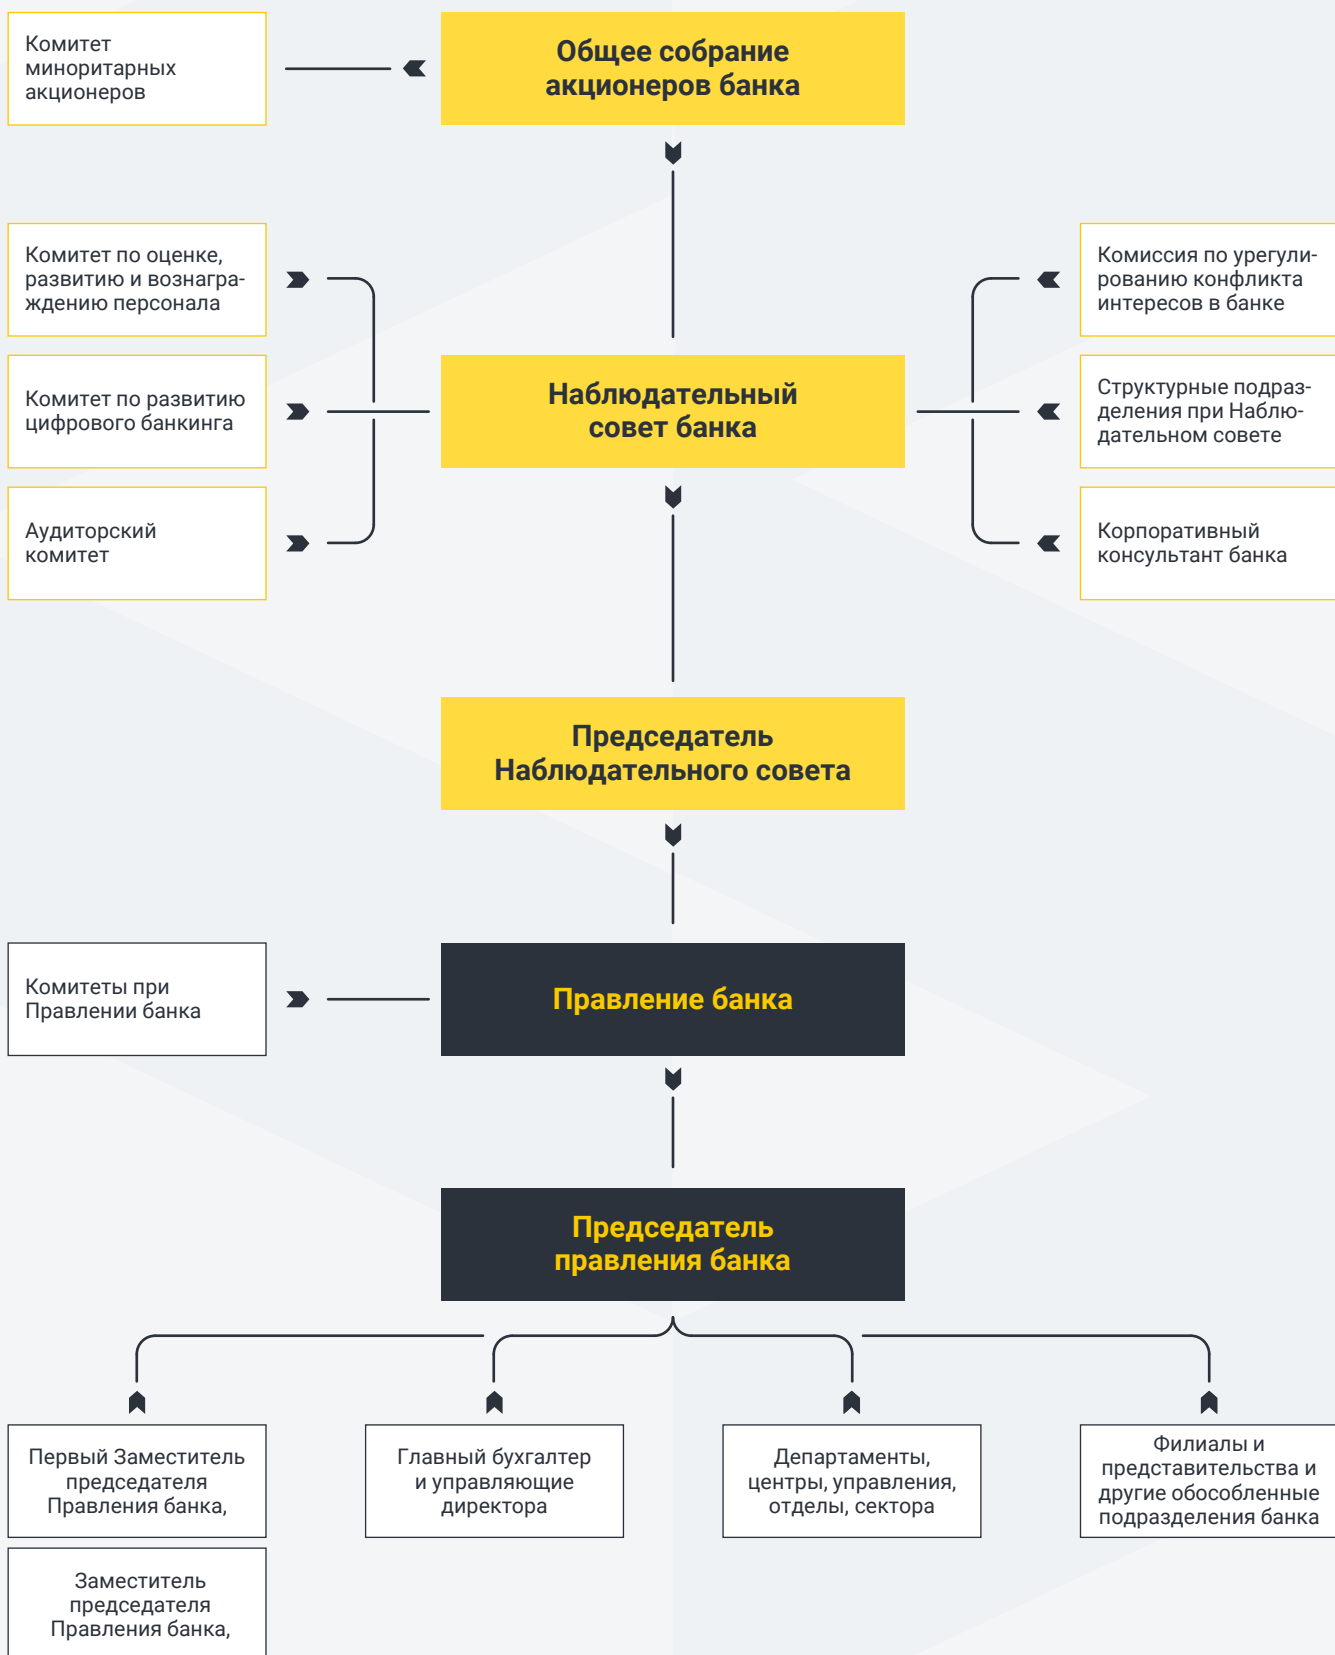 Комитет
миноритарных
акционеров
Общее собрание
акционеров банка
Комитет по оценке,
развитию и вознагра-
ждению персонала
Комиссия по урегули-
рованию конфликта
интересов в банке
Комитет по развитию
цифрового банкинга
Наблюдательный
совет банка
Структурные подраз-
деления при Наблю-
дательном совете
Аудиторский
комитет
Корпоративный
консультант банка
Председатель
Наблюдательного совета
Комитеты при
Правлении банка
Правление банка
Председатель
правления банка
Первый Заместитель
председателя
Правления банка,
Главный бухгалтер
и управляющие
директора
Департаменты,
центры, управления,
отделы, сектора
Филиалы и
представительства и
другие обособленные
подразделения банка
Заместитель
председателя
Правления банка,